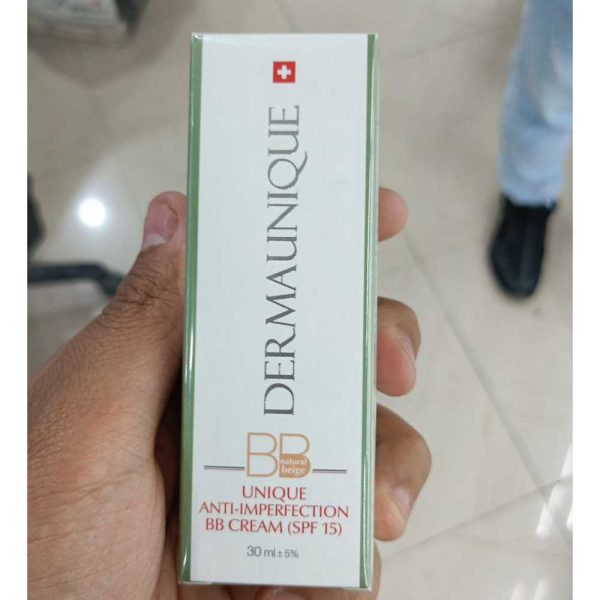 DERMAUNIQUE
BB
natural
beige
UNIQUE
ANTI-IMPERFECTION
BB CREAM (SPF 15)
30 ml ± 5%